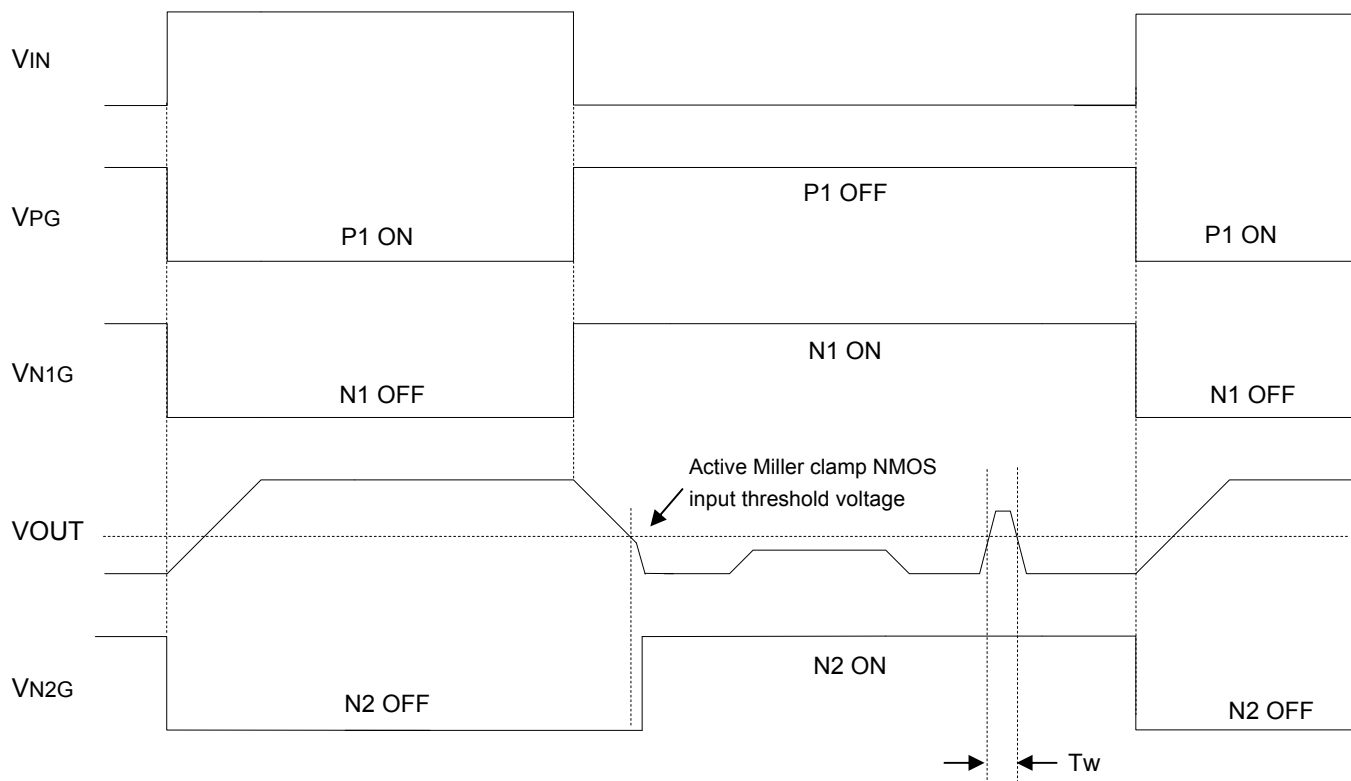 VIN
VPG
P1 OFF
P1 ON
P1 ON
VN1G
N1 ON
N1 OFF
N1 OFF
Active Miller clamp NMOS
input threshold voltage
VOUT
VN2G
N2 ON
N2 OFF
N2 OFF
Tw